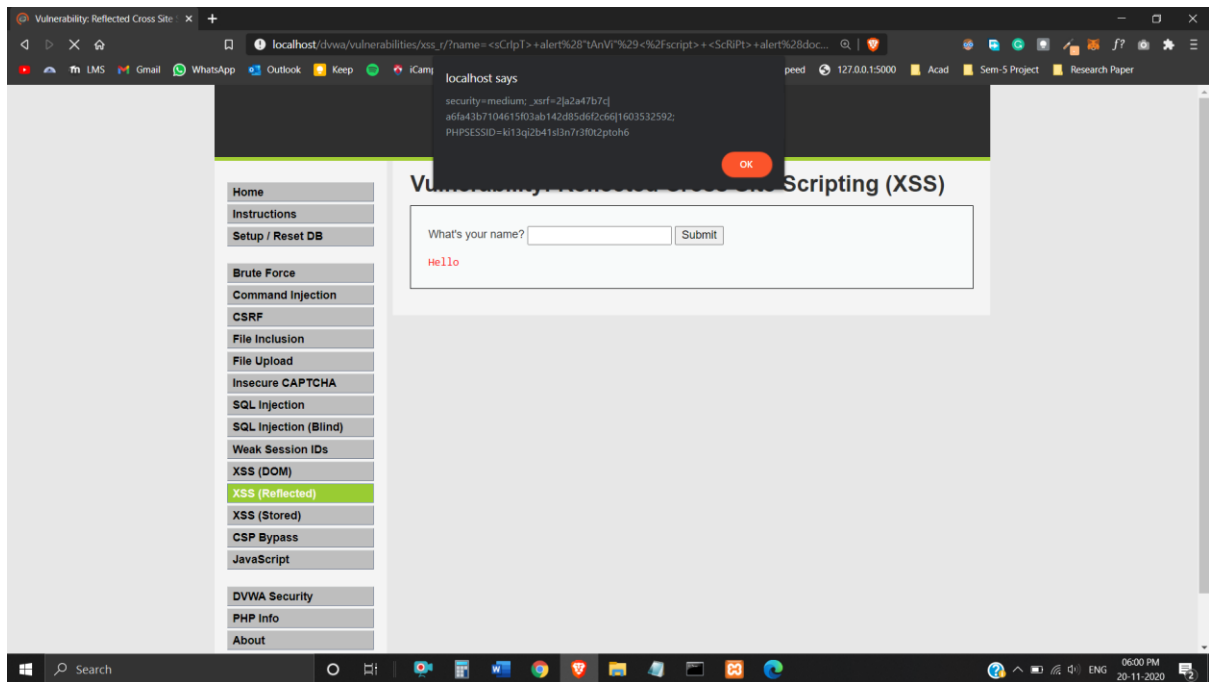 Vulnerability: Reflected Cross Site
localhost/dvwa/vulnerabilities/xss_r/?name=<sCrIpT>+alert%28"tAnVi"%29<%2Fscript>+<ScRiPt>+alert%28doc...
f?
LMS
Gmail
WhatsApp
Outlook
Keep
iCamp
peed
127.0.0.1:5000
Acad
Sem-5 Project
Research Paper
localhost says
security=medium; _xsrf=2|a2a47b7c|
a6fa43b7104615f03ab142d85d6f2c66|1603532592;
PHPSESSID=ki13qi2b41sl3n7r3f0t2ptoh6
OK
Scripting (XSS)
What's your name?
Submit
Hello
Home
Instructions
Setup / Reset DB
Brute Force
Command Injection
CSRF
File Inclusion
File Upload
Insecure CAPTCHA
SQL Injection
SQL Injection (Blind)
Weak Session IDs
XSS (DOM)
XSS (Reflected)
XSS (Stored)
CSP Bypass
JavaScript
DVWA Security
PHP Info
About
Search
ENG
06:00 PM
20-11-2020
2